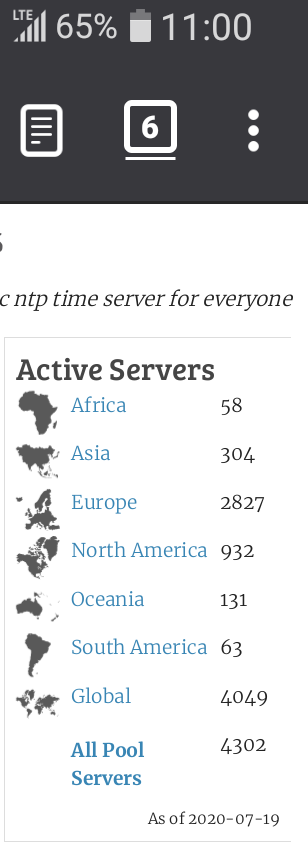 LTE 65% 11:00
6
c ntp time server for everyone
Active Servers
Africa 58
Asia 304
Europe 2827
North America 932
Oceania 131
South America 63
Global 4049
All Pool 4302
Servers
As of 2020-07-19